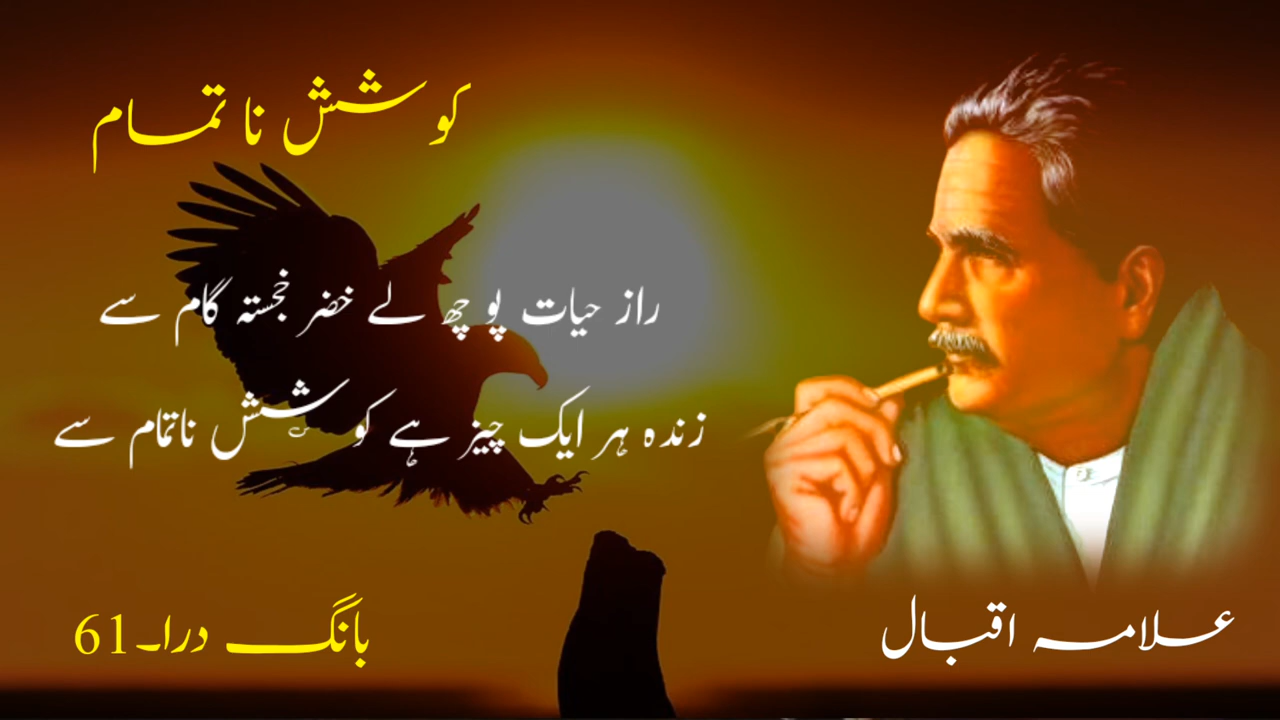 کوشش ناتمام
راز حیات پوچھ لے خضر خجستہ گام سے
زندہ ہر ایک چیز ہے کوشش ناتمام سے
بانگ درا۔61
علامہ اقبال